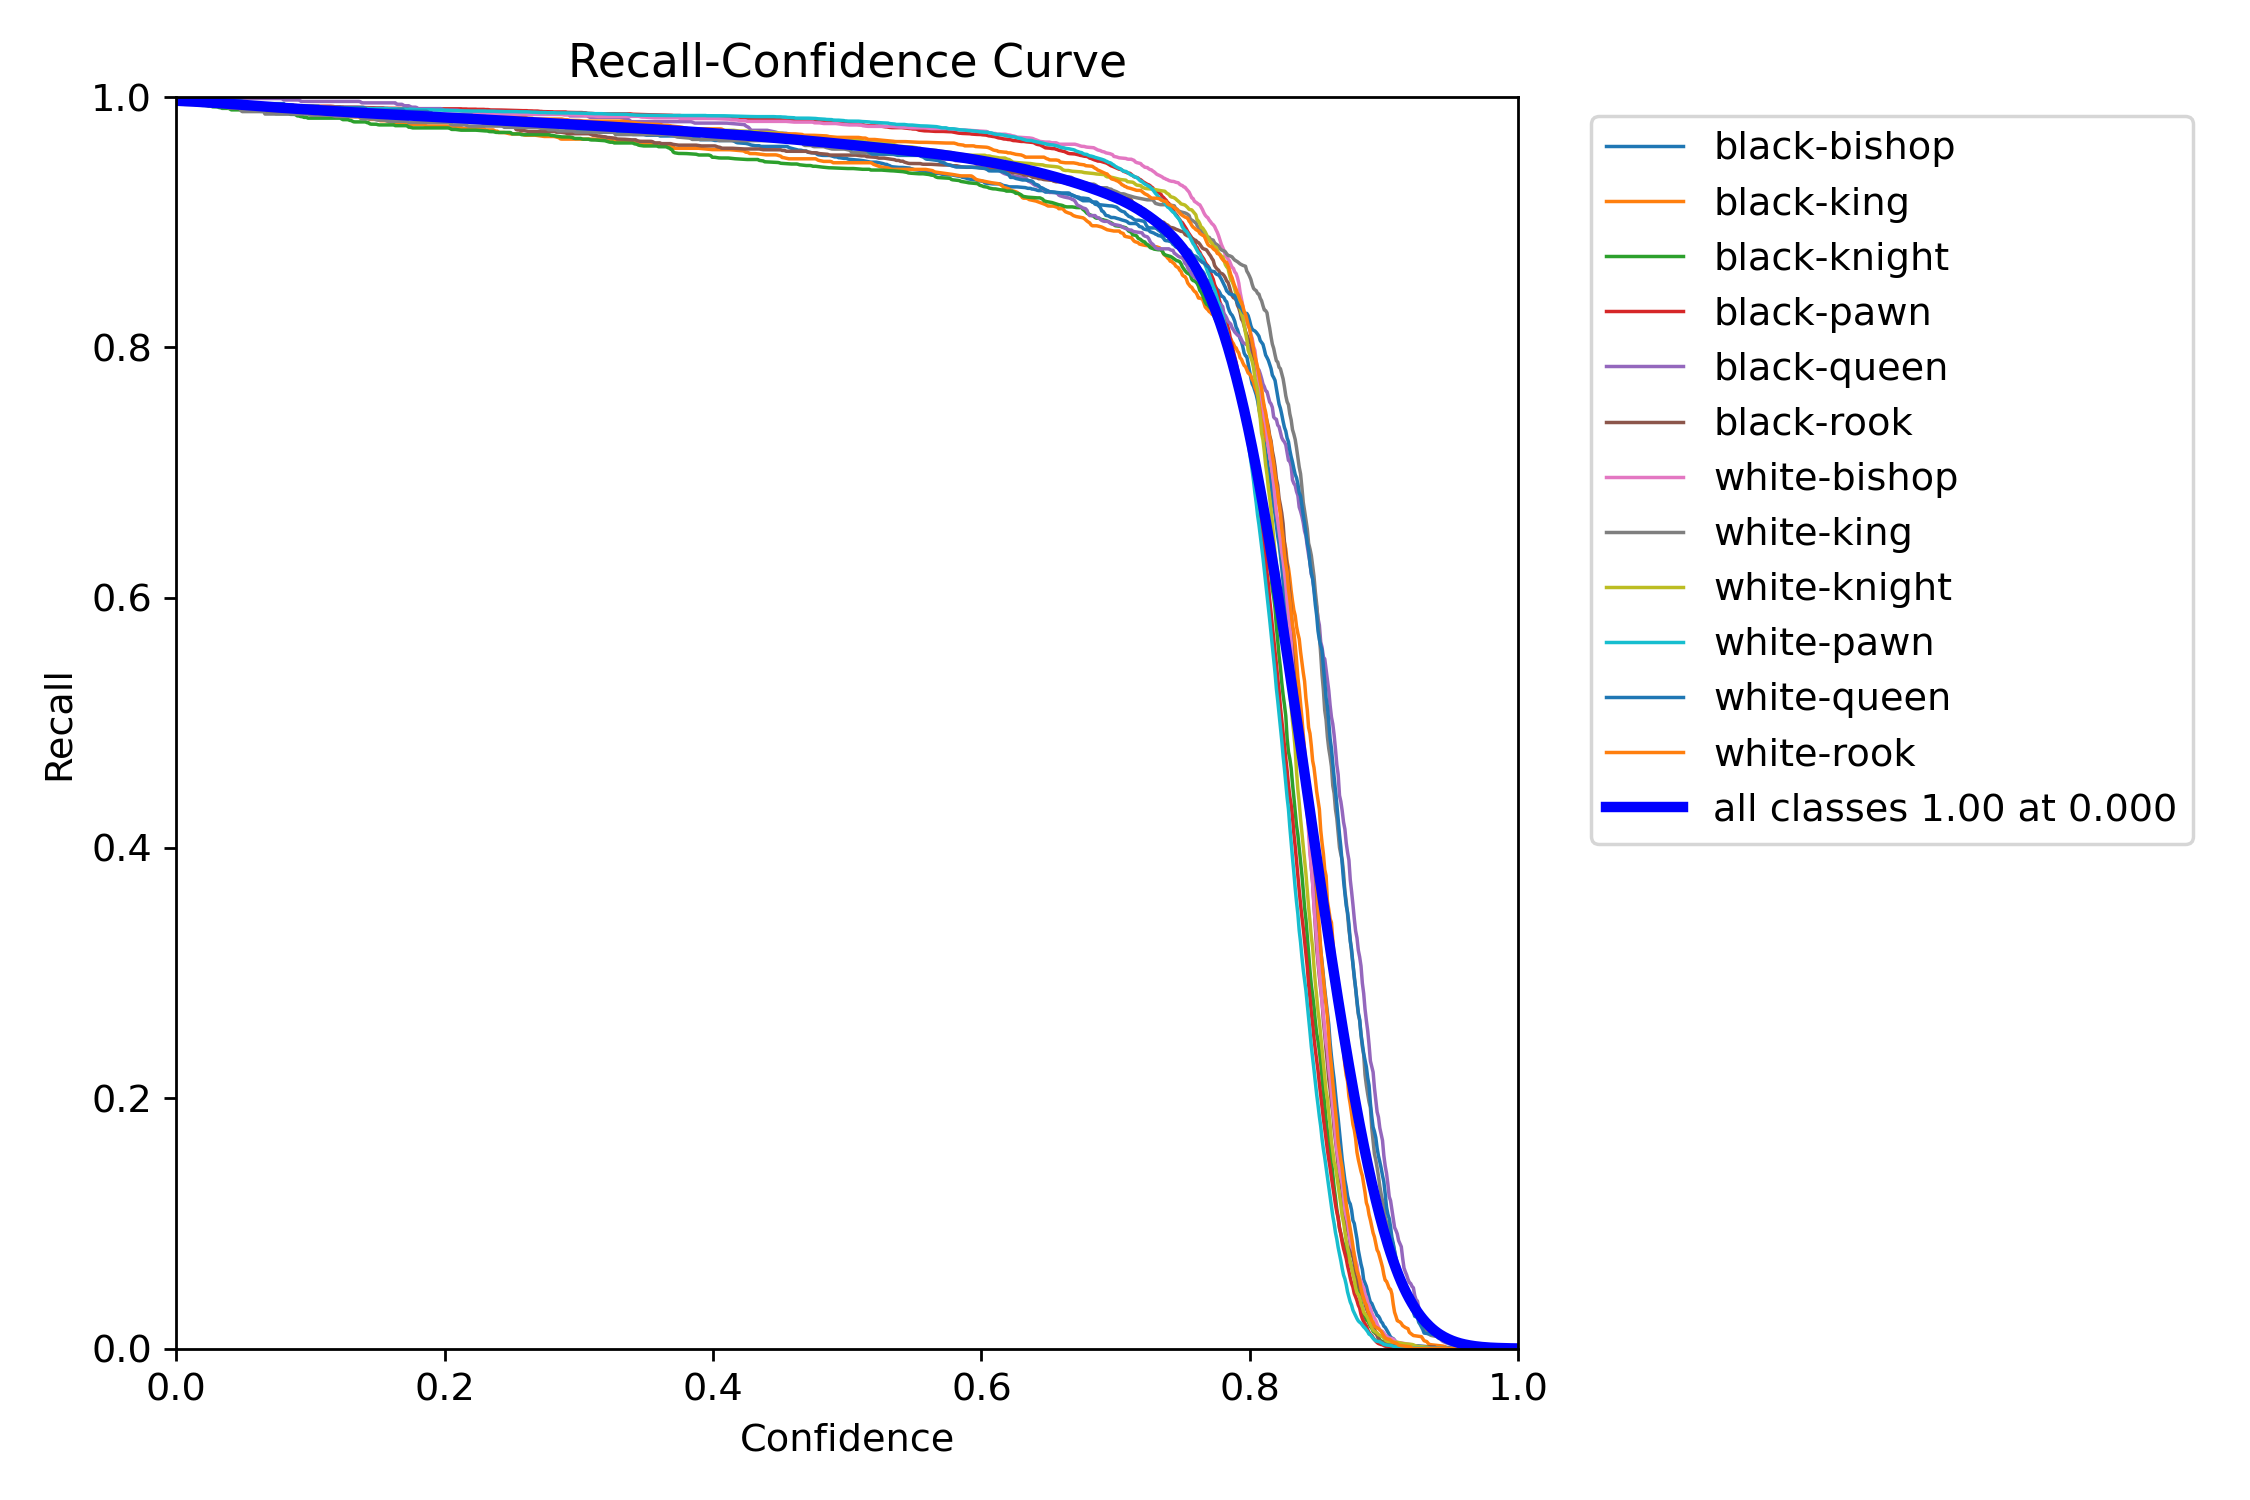 Recall-Confidence Curve
1.0
0.8
0.6
0.4
0.2
0.0
Recall
0.0 0.2 0.4 0.6 0.8 1.0
Confidence
black-bishop
black-king
black-knight
black-pawn
black-queen
black-rook
white-bishop
white-king
white-knight
white-pawn
white-queen
white-rook
all classes 1.00 at 0.000